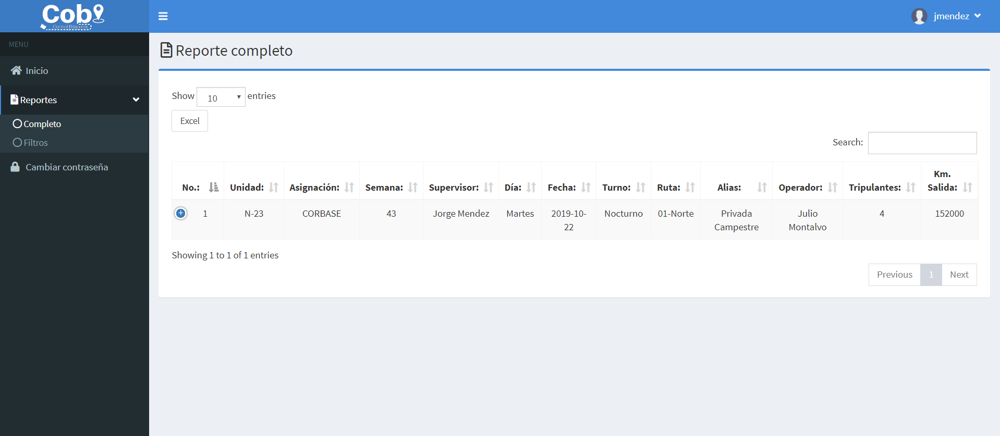 Cob
Control Bitácoras
jmendez
MENU
Inicio
Reportes
Completo
Filtros
Cambiar contraseña
Reporte completo
Show 10 entries
Excel
Search:
No.: Unidad: Asignación: Semana: Supervisor: Día: Fecha: Turno: Ruta: Alias: Operador: Tripulantes: Km. Salida:
1 N-23 CORBASE 43 Jorge Mendez Martes 2019-10-22 Nocturno 01-Norte Privada Campestre Julio Montalvo 4 152000
Showing 1 to 1 of 1 entries
Previous 1 Next